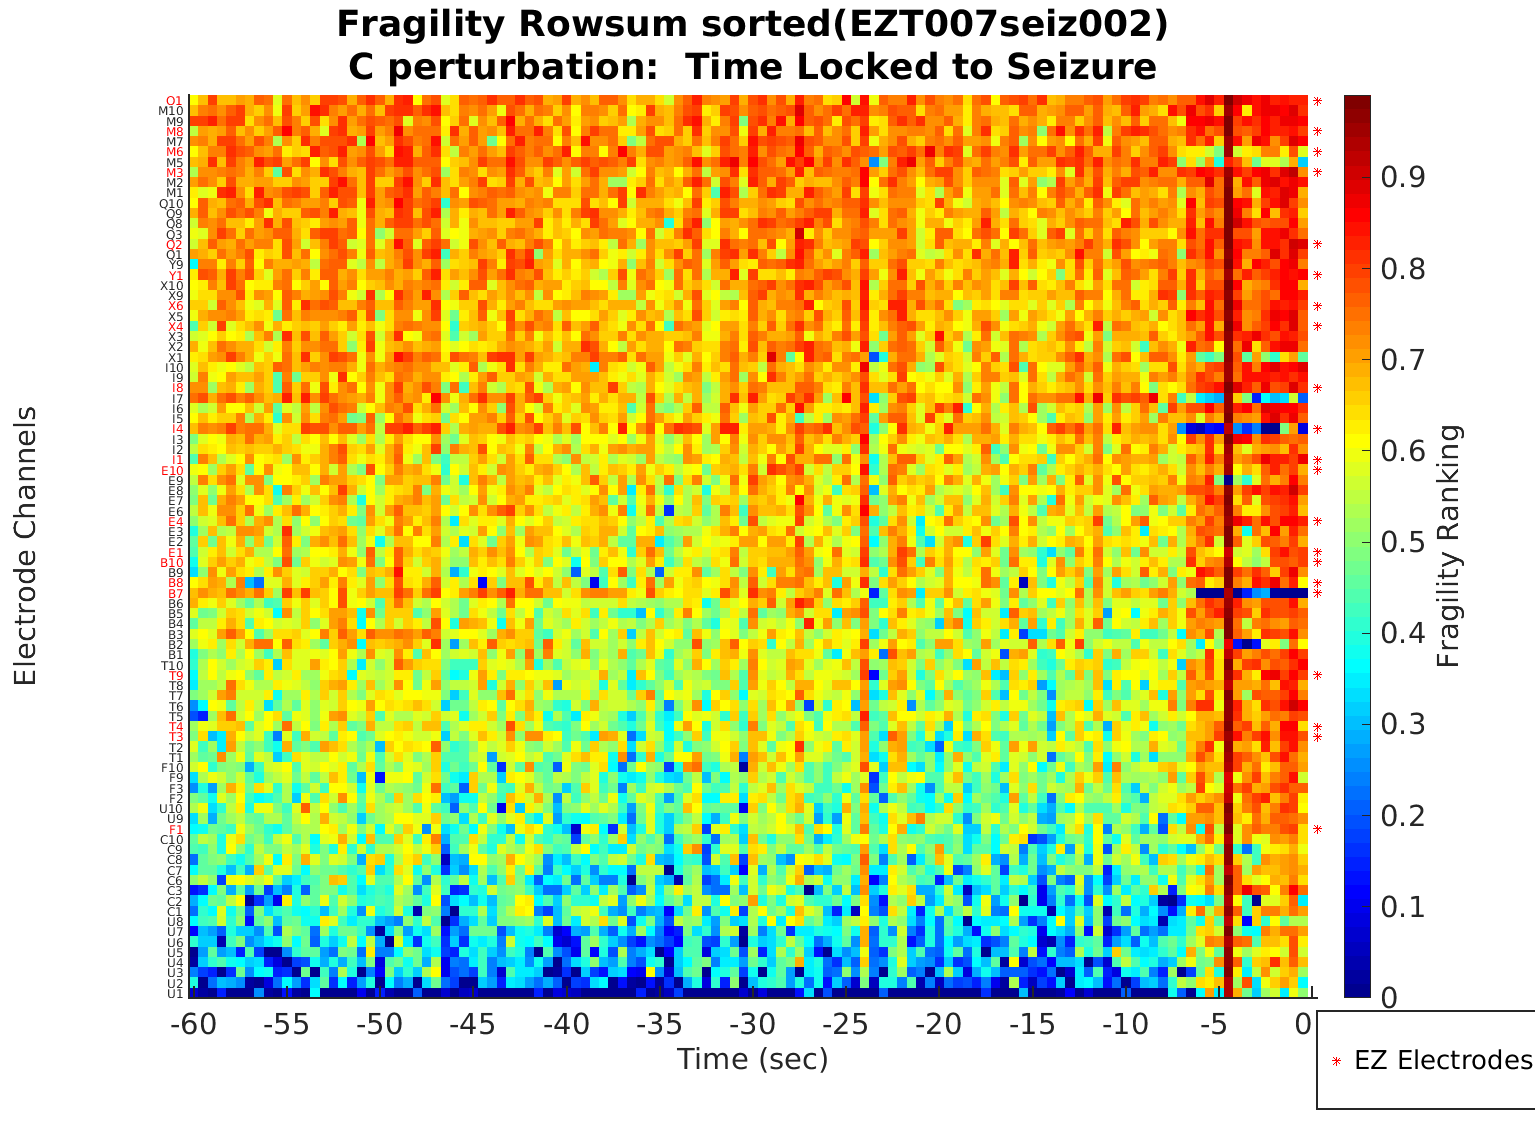 Fragility Rowsum sorted(EZT007seiz002)
C perturbation: Time Locked to Seizure
Electrode Channels
O1
M10
M9
M8
M7
M6
M5
M3
M2
M1
Q10
Q9
Q8
Q3
Q2
Q1
Y9
Y1
X10
X9
X6
X5
X4
X3
X2
X1
I10
I9
I8
I7
I6
I5
I4
I3
I2
I1
E10
E9
E8
E7
E6
E4
E3
E2
E1
B10
B9
B8
B7
B6
B5
B4
B3
B2
B1
T10
T9
T8
T7
T6
T5
T4
T3
T2
T1
F10
F9
F3
F2
U10
U9
F1
C10
C9
C8
C7
C6
C3
C2
C1
U8
U7
U6
U5
U4
U3
U2
U1
-60 -55 -50 -45 -40 -35 -30 -25 -20 -15 -10 -5 0
Time (sec)
0.9
0.8
0.7
0.6
0.5
0.4
0.3
0.2
0.1
0
Fragility Ranking
EZ Electrodes